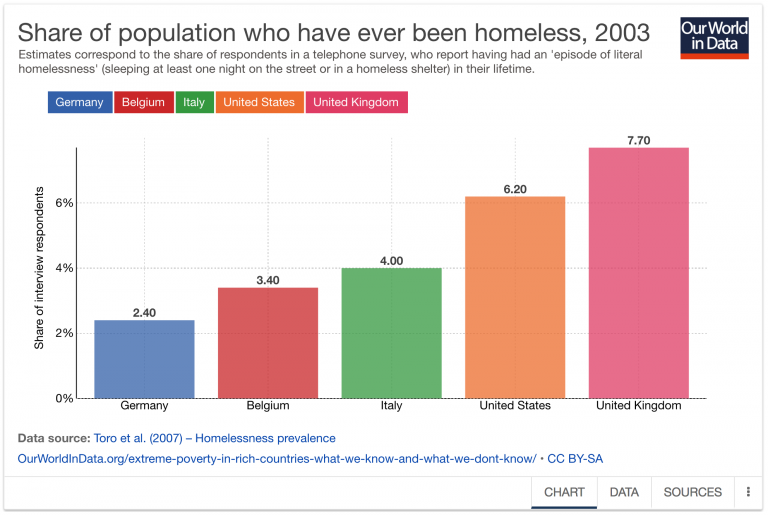 Share of population who have ever been homeless, 2003
Our World
in Data
Estimates correspond to the share of respondents in a telephone survey, who report having had an 'episode of literal
homelessness' (sleeping at least one night on the street or in a homeless shelter) in their lifetime.
Germany Belgium Italy United States United Kingdom
Share of interview respondents
7.70
6.20
6%
4.00
4%
3.40
2.40
2%
0%
Germany Belgium Italy United States United Kingdom
Data source: Toro et al. (2007) – Homelessness prevalence
OurWorldInData.org/extreme-poverty-in-rich-countries-what-we-know-and-what-we-dont-know/ • CC BY-SA
CHART DATA SOURCES